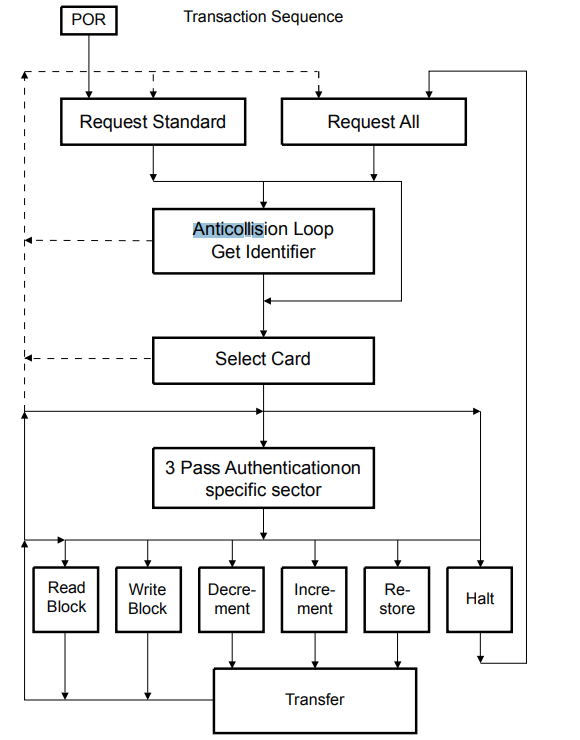 Transaction Sequence
POR
Request Standard
Request All
Anticollision Loop
Get Identifier
Select Card
3 Pass Authenticationon
specific sector
Read
Block
Write
Block
Decre-
ment
Incre-
ment
Re-
store
Halt
Transfer